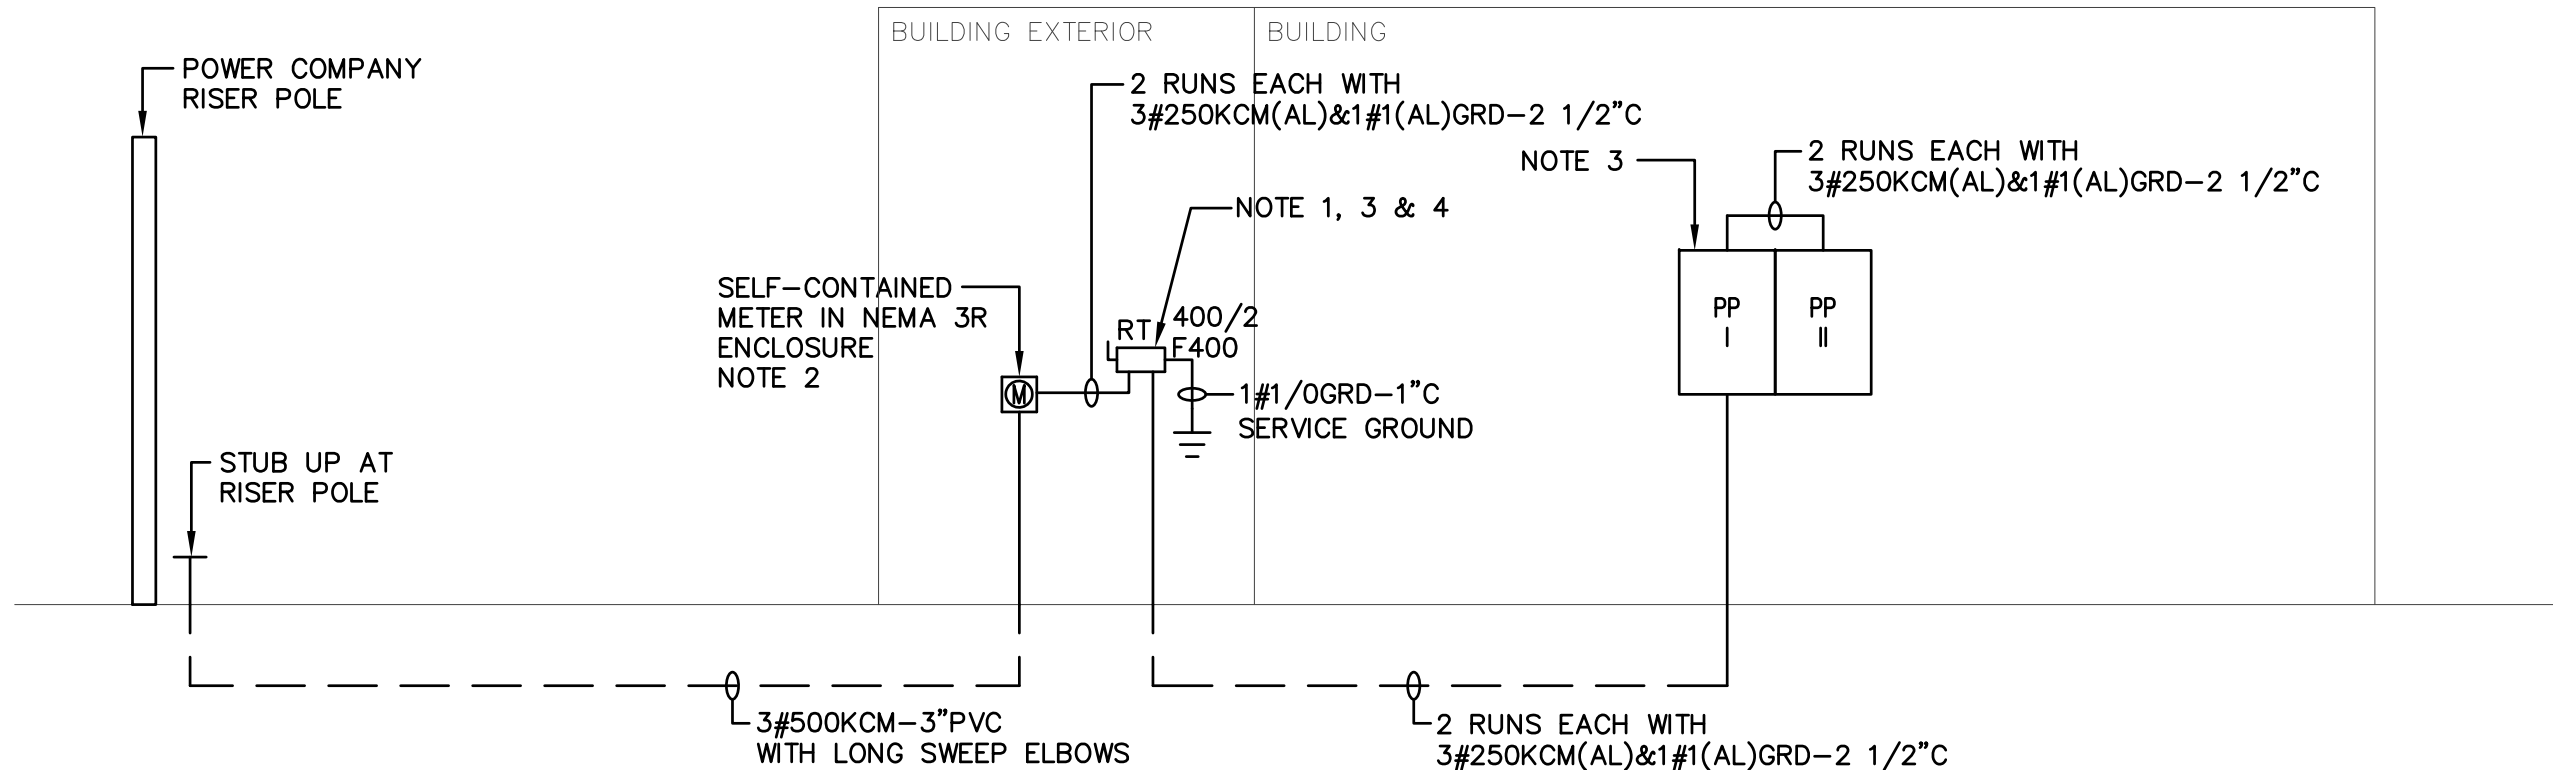 BUILDING EXTERIOR
BUILDING
POWER COMPANY
RISER POLE
2 RUNS EACH WITH
3#250KCM(AL)&1#1(AL)GRD-2 1/2"C
NOTE 3
2 RUNS EACH WITH
3#250KCM(AL)&1#1(AL)GRD-2 1/2"C
NOTE 1, 3 & 4
SELF-CONTAINED
METER IN NEMA 3R
ENCLOSURE
NOTE 2
M
RT
400/2
F400
1#1/0GRD-1"C
SERVICE GROUND
PP
I
PP
II
STUB UP AT
RISER POLE
3#500KCM-3"PVC
WITH LONG SWEEP ELBOWS
2 RUNS EACH WITH
3#250KCM(AL)&1#1(AL)GRD-2 1/2"C